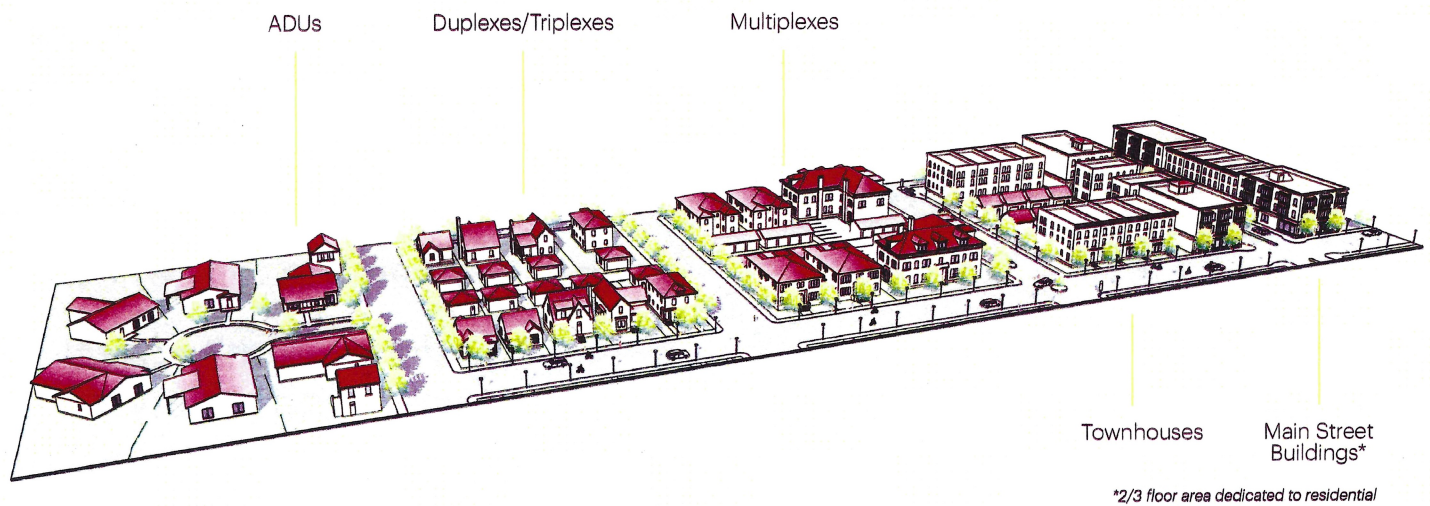 ADUs
Duplexes/Triplexes
Multiplexes
Townhouses
Main Street
Buildings*
*2/3 floor area dedicated to residential